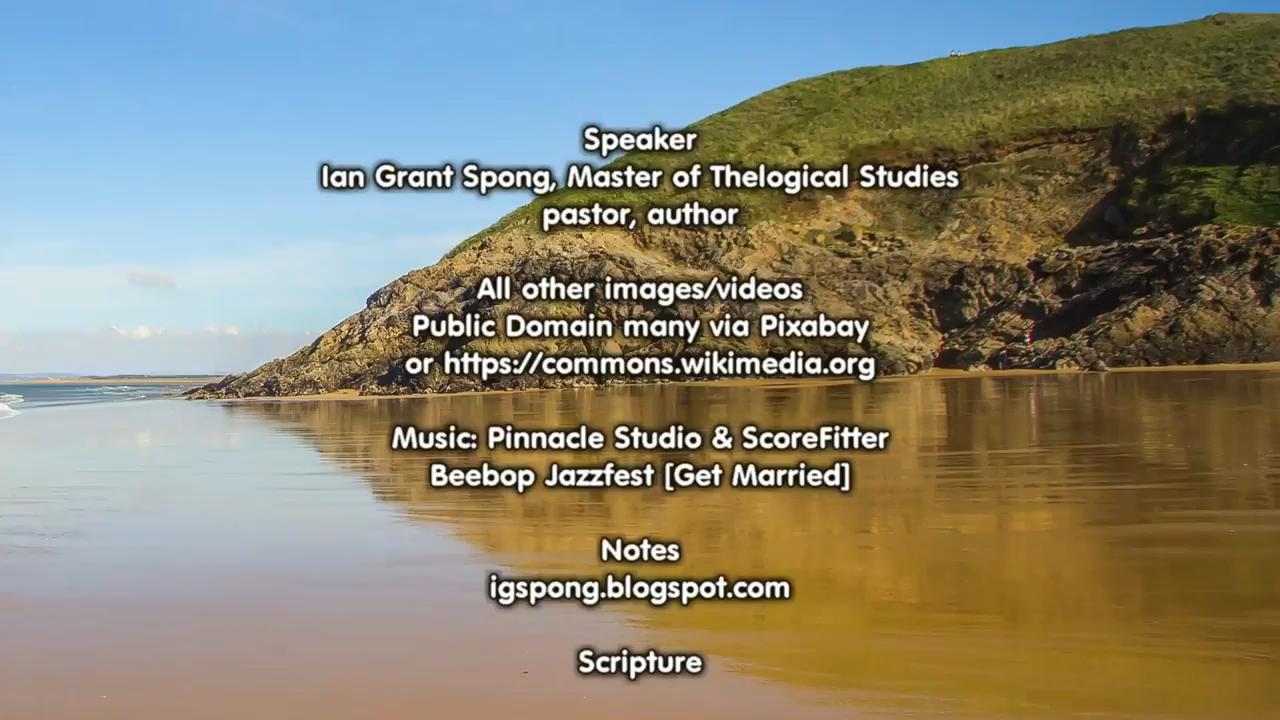 Speaker
Ian Grant Spong, Master of Thelogical Studies
pastor, author
All other images/videos
Public Domain many via Pixabay
or https://commons.wikimedia.org
Music: Pinnacle Studio & ScoreFitter
Beebop Jazzfest [Get Married]
Notes
igspong.blogspot.com
Scripture